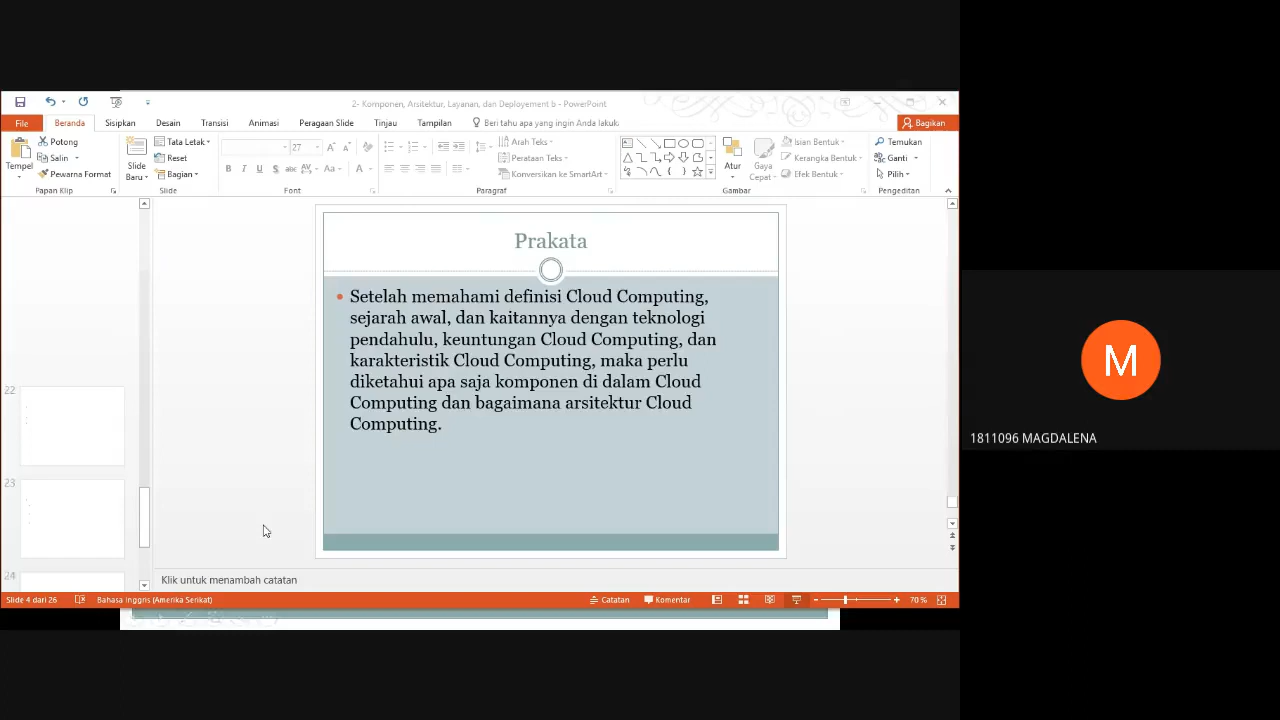 2- Komponen, Arsitektur, Layanan, dan Deployement b - PowerPoint
File Beranda Sisipkan Desain Transisi Animasi Peragaan Slide Tinjau Tampilan Beri tahu apa yang ingin Anda lakuk. Bagikan
Tempel
Potong
Salin
Pewarna Format
Papan Klip
Slide Baru
Tata Letak
Reset
Bagian
Slide
27
B I U S abc AV Aa A
Font
Arah Teks
Perataan Teks
Konversikan ke SmartArt
Paragraf
Atur
Gaya Cepat
Isian Bentuk
Kerangka Bentuk
Efek Bentuk
Gambar
Temukan
Ganti
Pilih
Pengeditan
22
23
24
Prakata
• Setelah memahami definisi Cloud Computing,
sejarah awal, dan kaitannya dengan teknologi
pendahulu, keuntungan Cloud Computing, dan
karakteristik Cloud Computing, maka perlu
diketahui apa saja komponen di dalam Cloud
Computing dan bagaimana arsitektur Cloud
Computing.
Klik untuk menambah catatan
Slide 4 dari 26 Bahasa Inggris (Amerika Serikat) Catatan Komentar 70 %
M
1811096 MAGDALENA